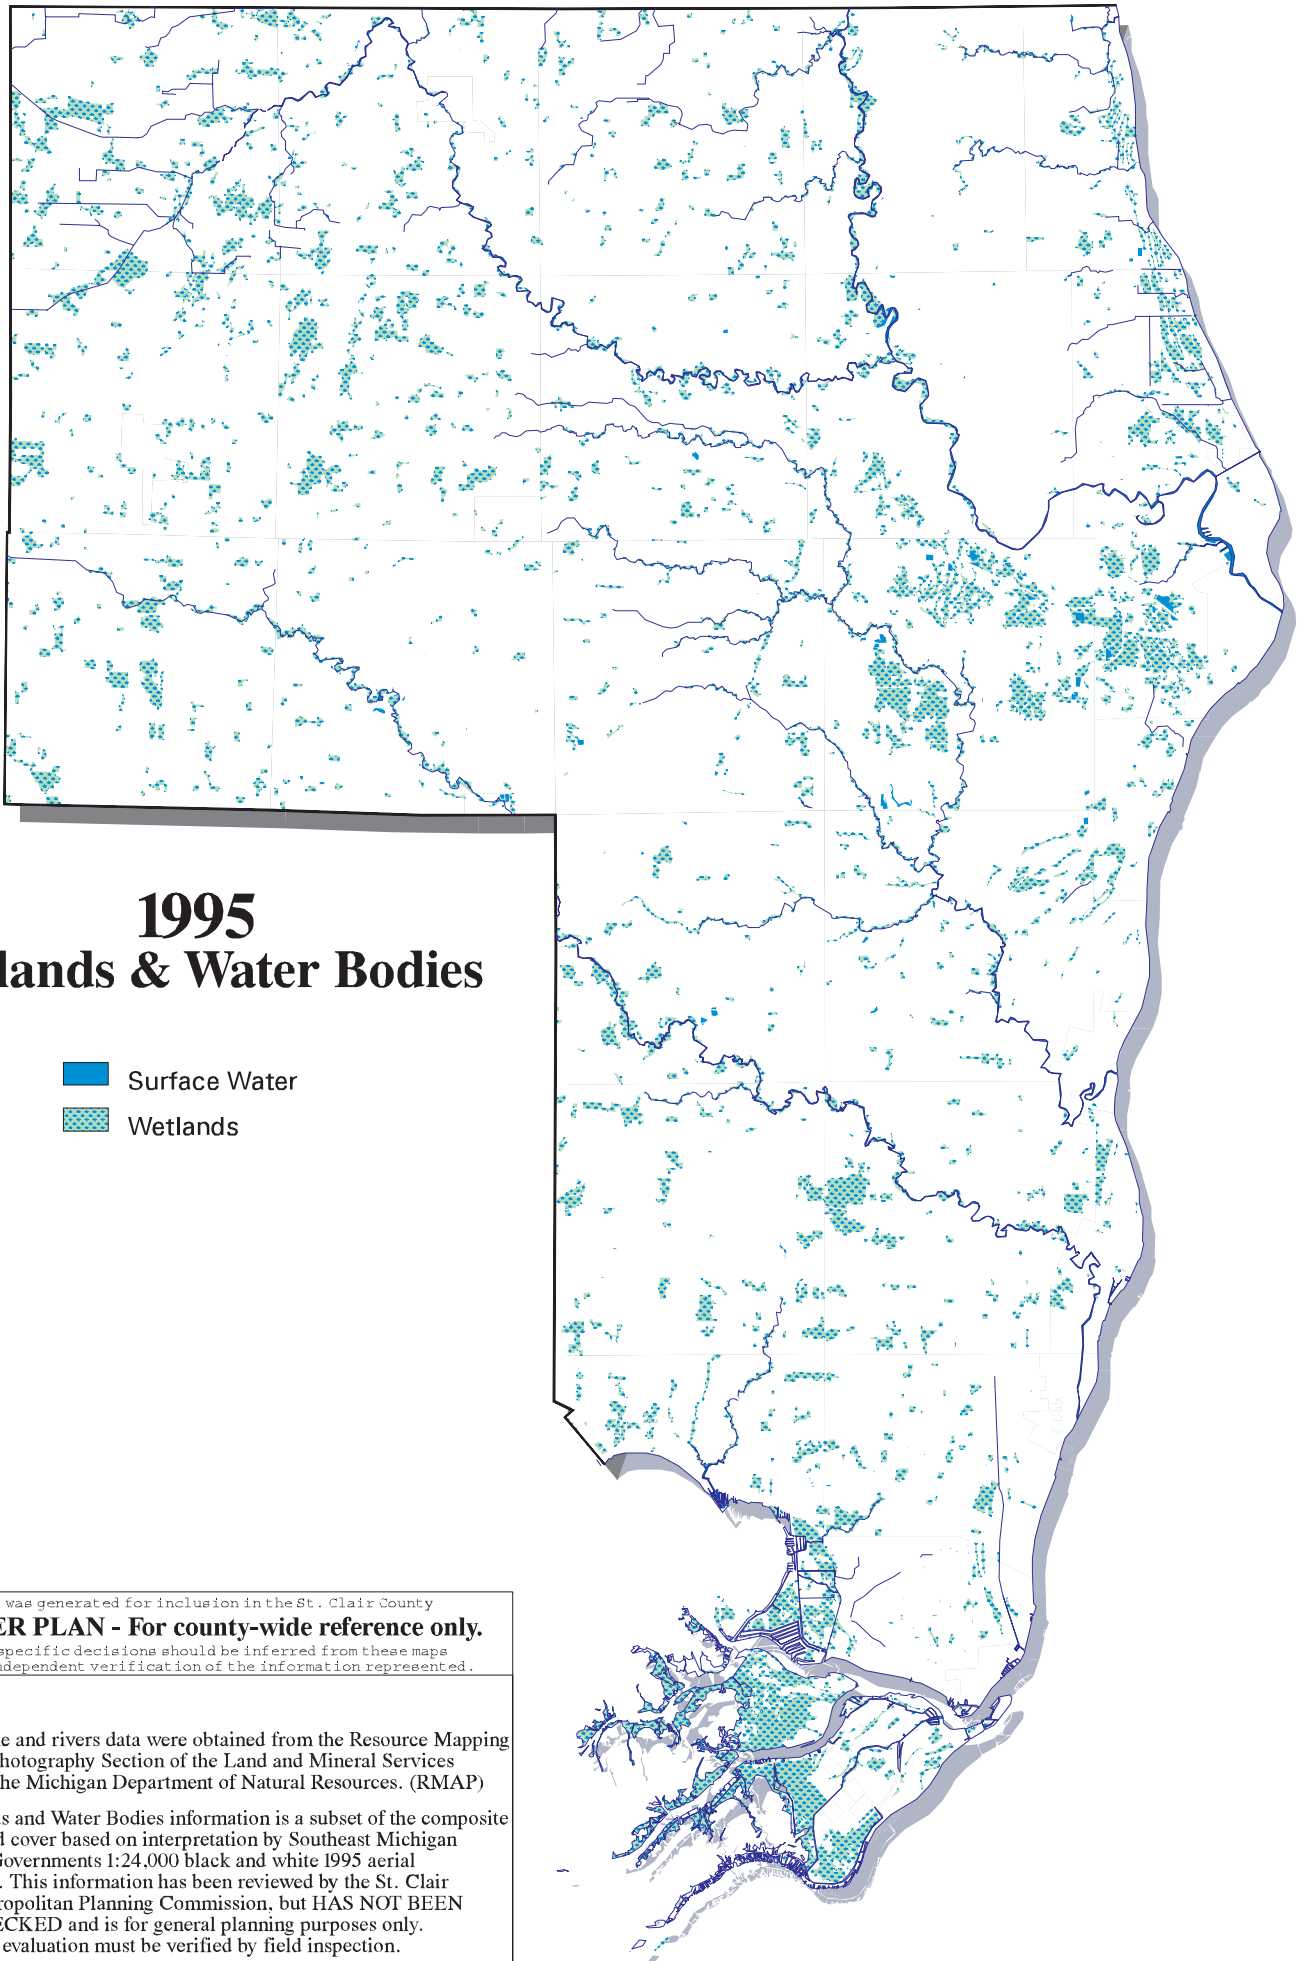 1995
lands & Water Bodies
Surface Water
Wetlands
was generated for inclusion in the St. Clair County
ER PLAN - For county-wide reference only.
specific decisions should be inferred from these maps
ndependent verification of the information represented.
e and rivers data were obtained from the Resource Mapping
hotography Section of the Land and Mineral Services
he Michigan Department of Natural Resources. (RMAP)
s and Water Bodies information is a subset of the composite
d cover based on interpretation by Southeast Michigan
Governments 1:24,000 black and white 1995 aerial
. This information has been reviewed by the St. Clair
ropolitan Planning Commission, but HAS NOT BEEN
ECKED and is for general planning purposes only.
evaluation must be verified by field inspection.